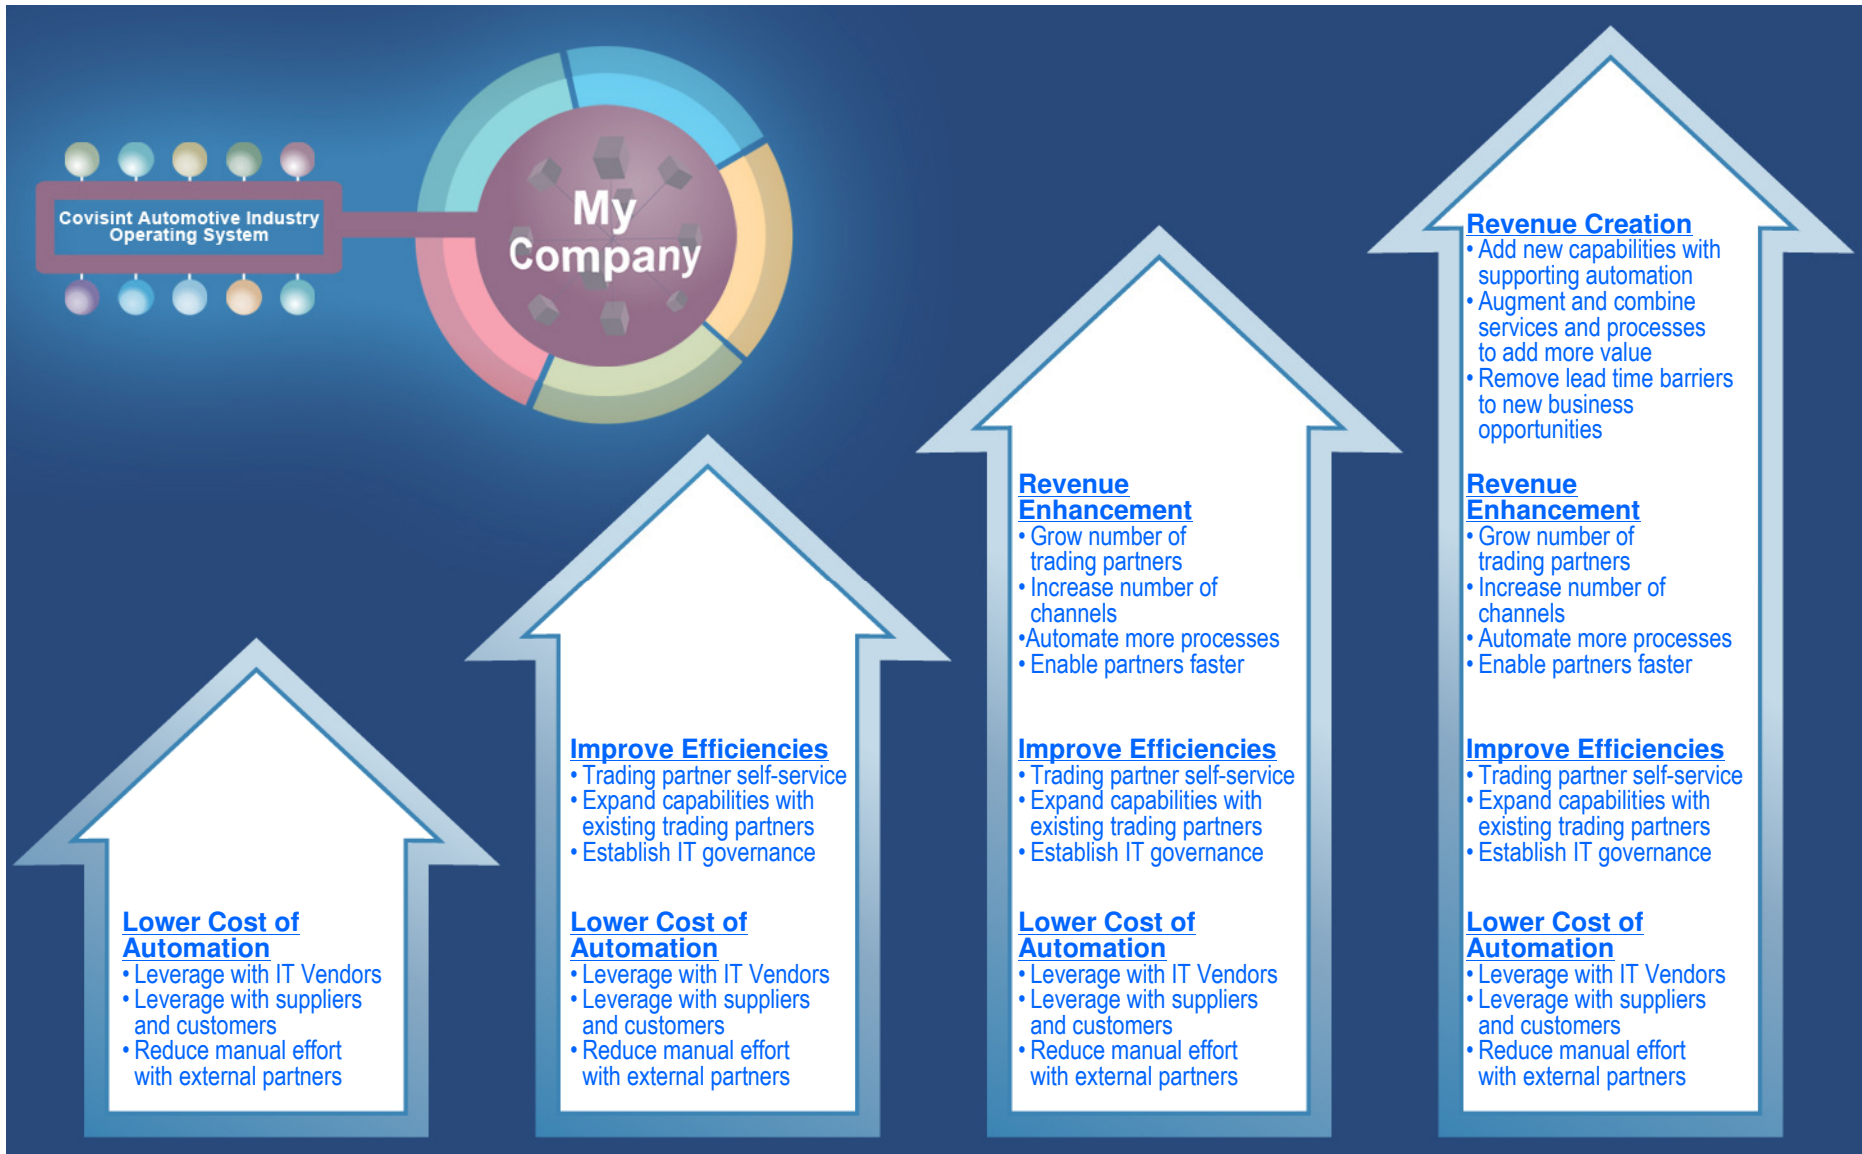 Covisint Automotive Industry
Operating System
My
Company
Lower Cost of
Automation
• Leverage with IT Vendors
• Leverage with suppliers
and customers
• Reduce manual effort
with external partners
Improve Efficiencies
• Trading partner self-service
• Expand capabilities with
existing trading partners
• Establish IT governance
Lower Cost of
Automation
• Leverage with IT Vendors
• Leverage with suppliers
and customers
• Reduce manual effort
with external partners
Revenue
Enhancement
• Grow number of
trading partners
• Increase number of
channels
•Automate more processes
• Enable partners faster
Improve Efficiencies
• Trading partner self-service
• Expand capabilities with
existing trading partners
• Establish IT governance
Lower Cost of
Automation
• Leverage with IT Vendors
• Leverage with suppliers
and customers
• Reduce manual effort
with external partners
Revenue Creation
• Add new capabilities with
supporting automation
• Augment and combine
services and processes
to add more value
• Remove lead time barriers
to new business
opportunities
Revenue
Enhancement
• Grow number of
trading partners
• Increase number of
channels
• Automate more processes
• Enable partners faster
Improve Efficiencies
• Trading partner self-service
• Expand capabilities with
existing trading partners
• Establish IT governance
Lower Cost of
Automation
• Leverage with IT Vendors
• Leverage with suppliers
and customers
• Reduce manual effort
with external partners